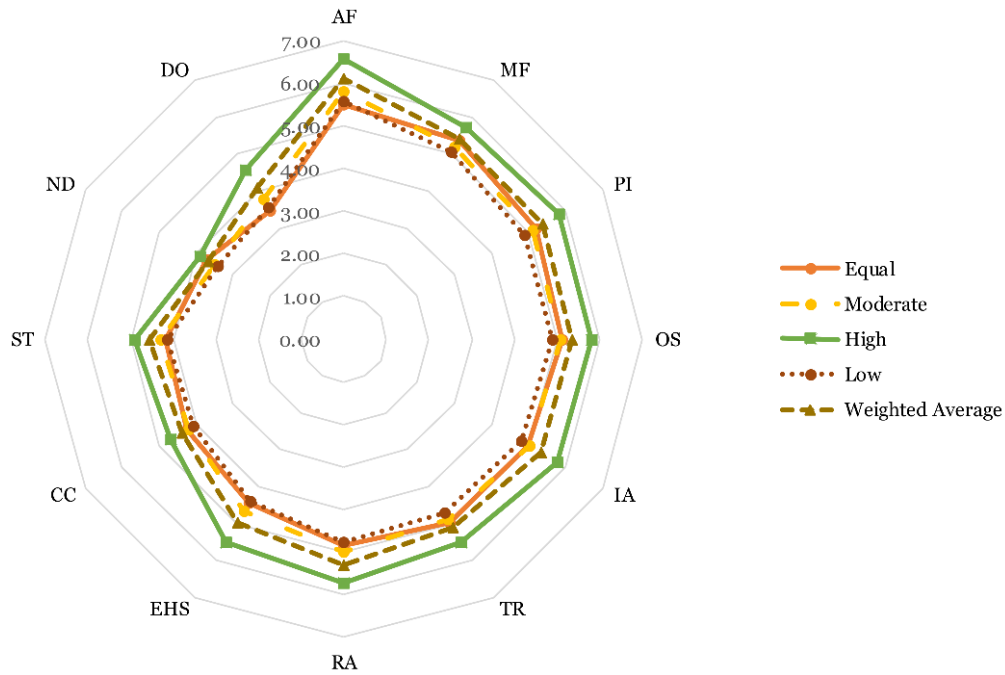 AF
7.00
DO
MF
6.00
5.00
4.00
ND
PI
3.00
2.00
1.00
ST
0.00
OS
CC
IA
EHS
TR
RA
Equal
Moderate
High
Low
Weighted Average